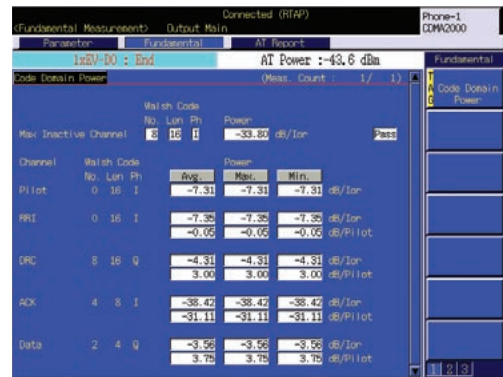 Connected (RTAP)
<Fundamental Measurement> Output Main
Phone-1
CDMA2000
Parameter Fundamental AT Report
Fundamental
1xEV-DO : End AT Power :-43.6 dBm
Code Domain Power (Meas. Count : 1/ 1)
TAG
Code Domain
Power
Walsh Code
No. Len Ph Power
Max Inactive Channel 8 16 I -33.80 dB/Ior Pass
Channel Walsh Code Power
No. Len Ph Avg. Max. Min.
Pilot 0 16 I -7.31 -7.31 -7.31 dB/Ior
RRI 0 16 I -7.35 -7.35 -7.35 dB/Ior
-0.05 -0.05 -0.05 dB/Pilot
DRC 8 16 Q -4.31 -4.31 -4.31 dB/Ior
3.00 3.00 3.00 dB/Pilot
ACK 4 8 I -38.42 -38.42 -38.42 dB/Ior
-31.11 -31.11 -31.11 dB/Pilot
Data 2 4 Q -3.56 -3.56 -3.56 dB/Ior
3.75 3.75 3.75 dB/Pilot
1 2 3